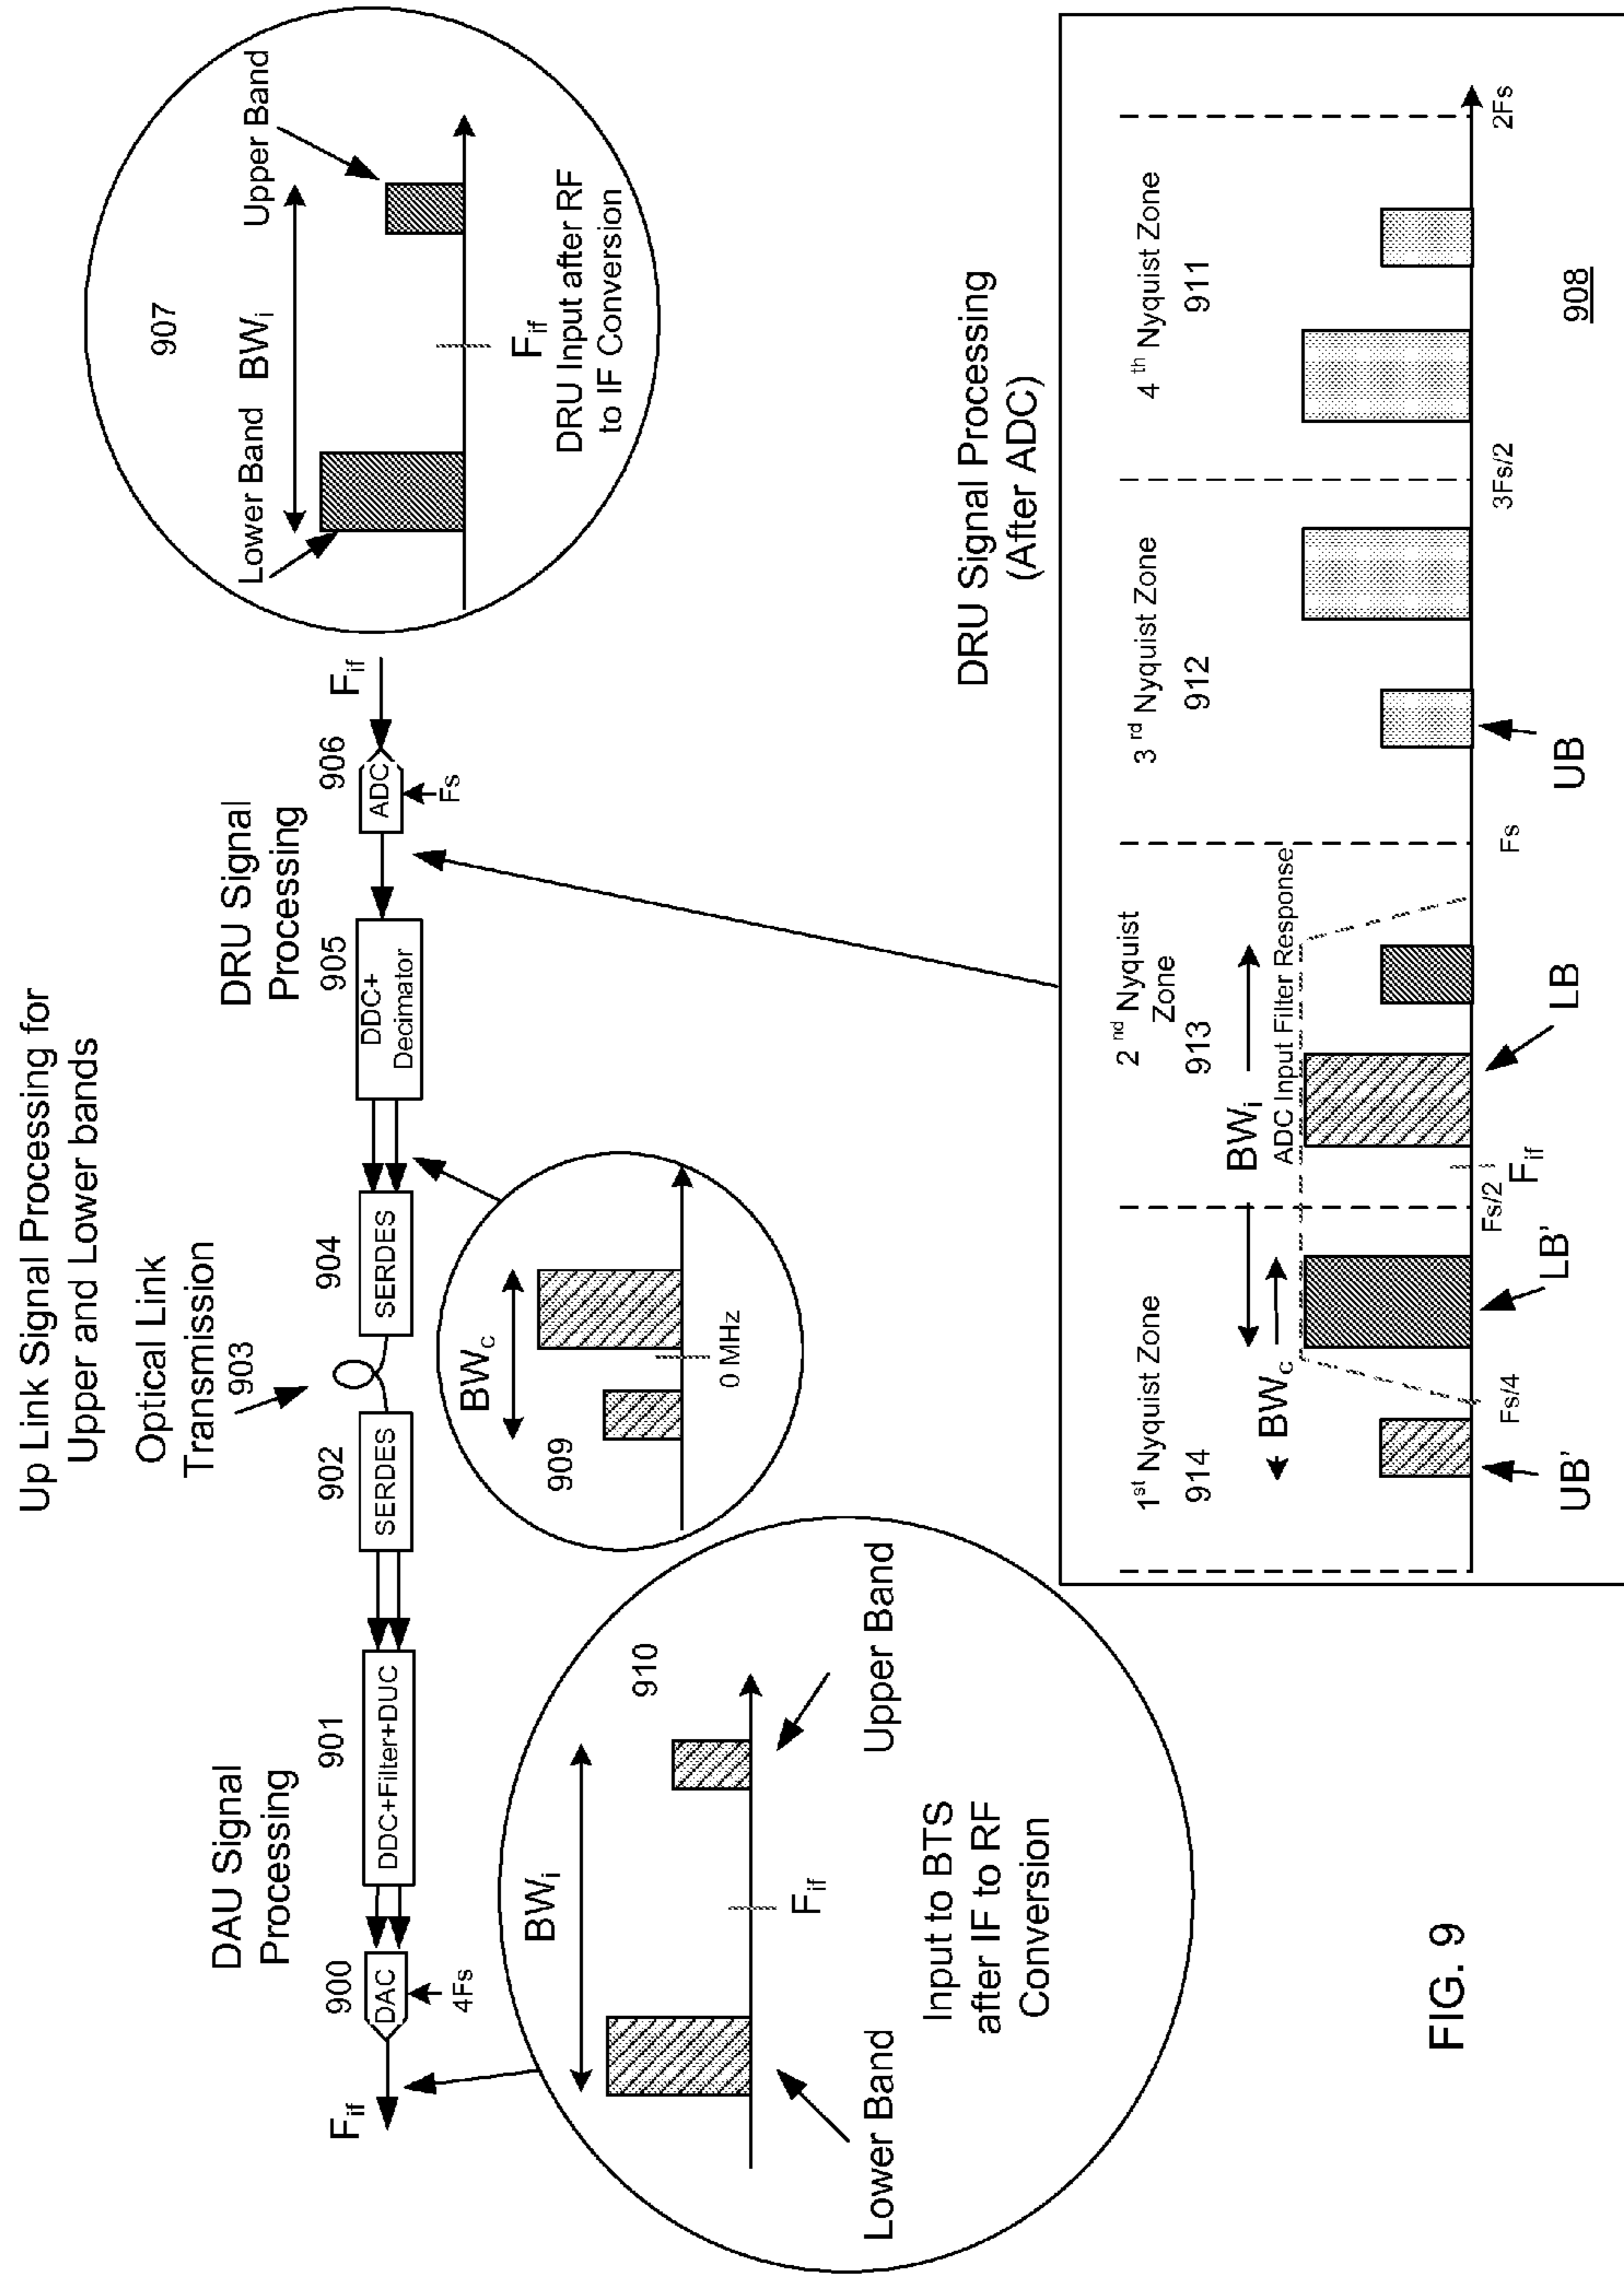 Up Link Signal Processing for
Upper and Lower bands
DAU Signal
Processing
Optical Link
Transmission
903
DRU Signal
Processing
F_if
900
DAC
4Fs
901
DDC+Filter+DUC
902
SERDES
904
SERDES
905
DDC+
Decimator
906
ADC
Fs
F_if
907
Lower Band
BW_i
Upper Band
F_if
DRU Input after RF
to IF Conversion
909
BW_c
0 MHz
910
BW_i
F_if
Lower Band
Upper Band
Input to BTS
after IF to RF
Conversion
DRU Signal Processing
(After ADC)
1st Nyquist Zone
914
2nd Nyquist
Zone
913
3rd Nyquist Zone
912
4th Nyquist Zone
911
BW_c
BW_i
ADC Input Filter Response
Fs/4
Fs/2
F_if
Fs
3Fs/2
2Fs
UB'
LB'
LB
UB
908
FIG. 9